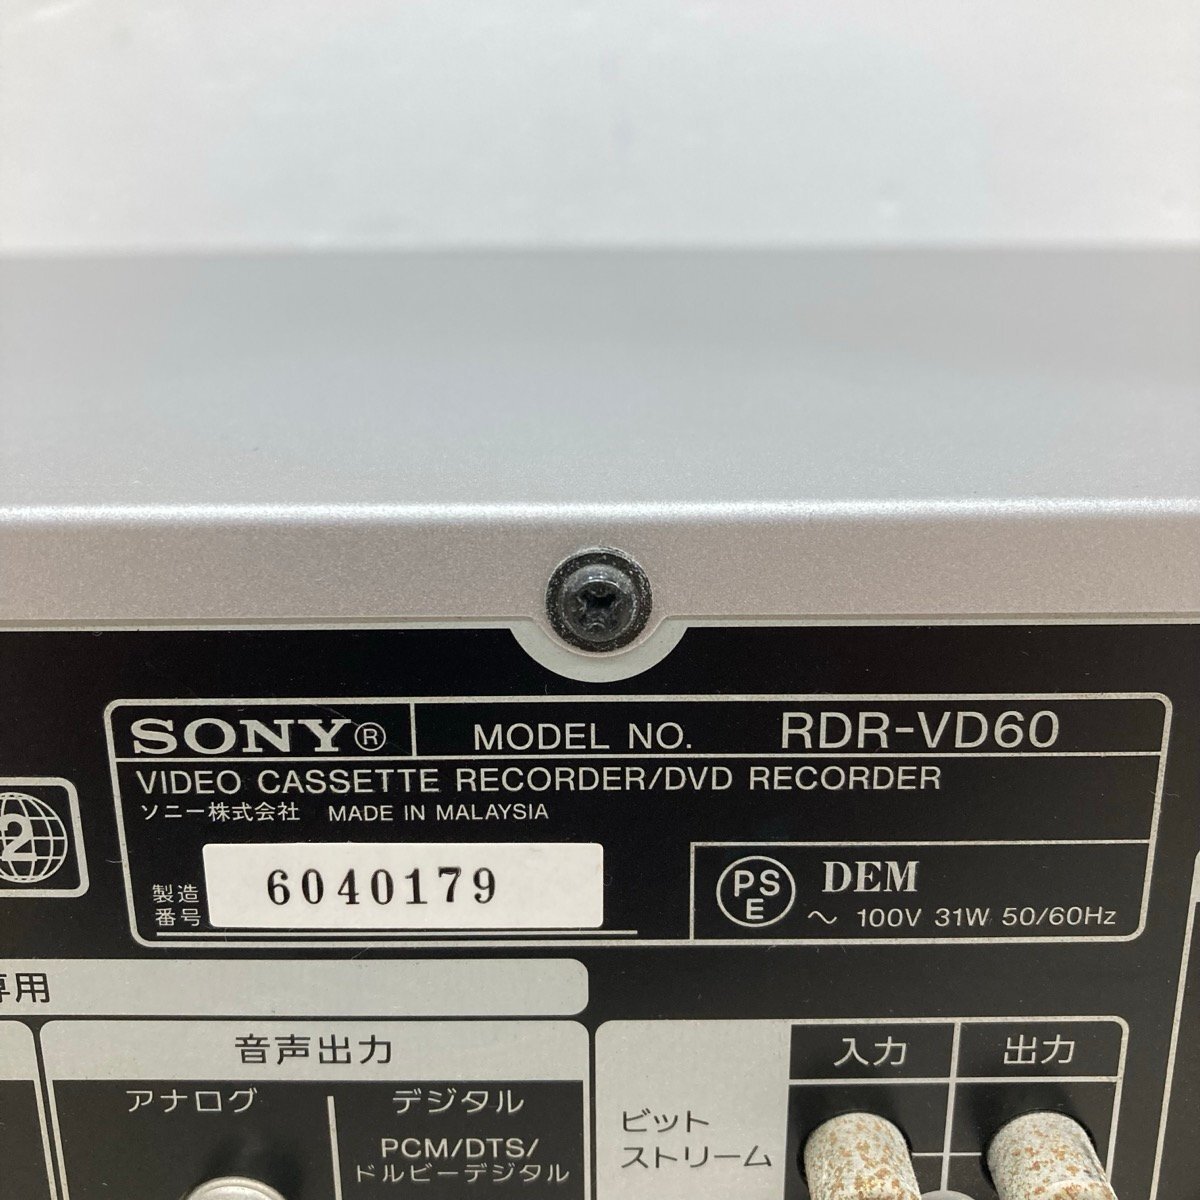 SONY® MODEL NO. RDR-VD60
VIDEO CASSETTE RECORDER/DVD RECORDER
ソニー株式会社 MADE IN MALAYSIA
2
製造
番号 6040179
PSE DEM
～ 100V 31W 50/60Hz
専用
音声出力
アナログ
デジタル
PCM/DTS/
ドルビーデジタル
入力 出力
ビット
ストリーム